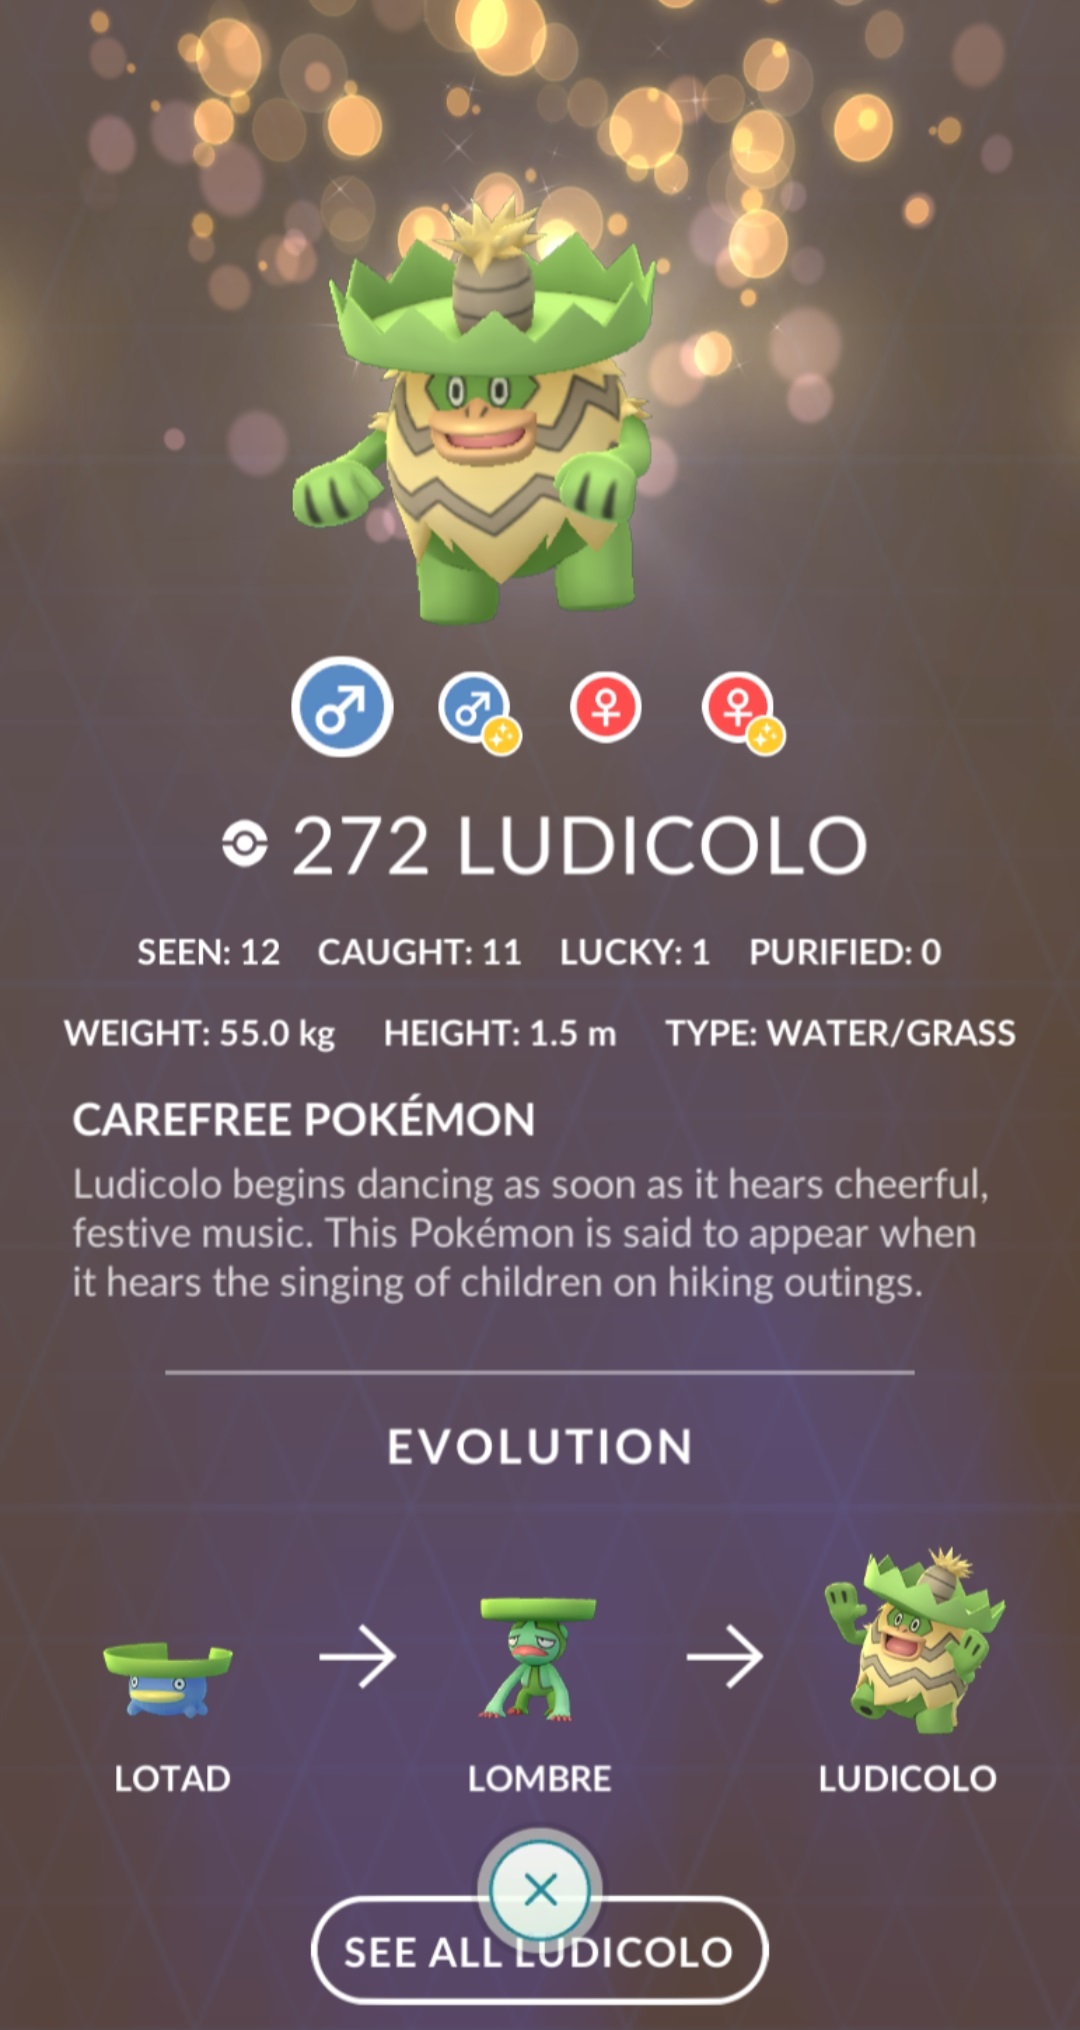 272 LUDICOLO
SEEN: 12 CAUGHT: 11 LUCKY: 1 PURIFIED: 0
WEIGHT: 55.0 kg HEIGHT: 1.5 m TYPE: WATER/GRASS
CAREFREE POKÉMON
Ludicolo begins dancing as soon as it hears cheerful,
festive music. This Pokémon is said to appear when
it hears the singing of children on hiking outings.
EVOLUTION
LOTAD LOMBRE LUDICOLO
SEE ALL LUDICOLO